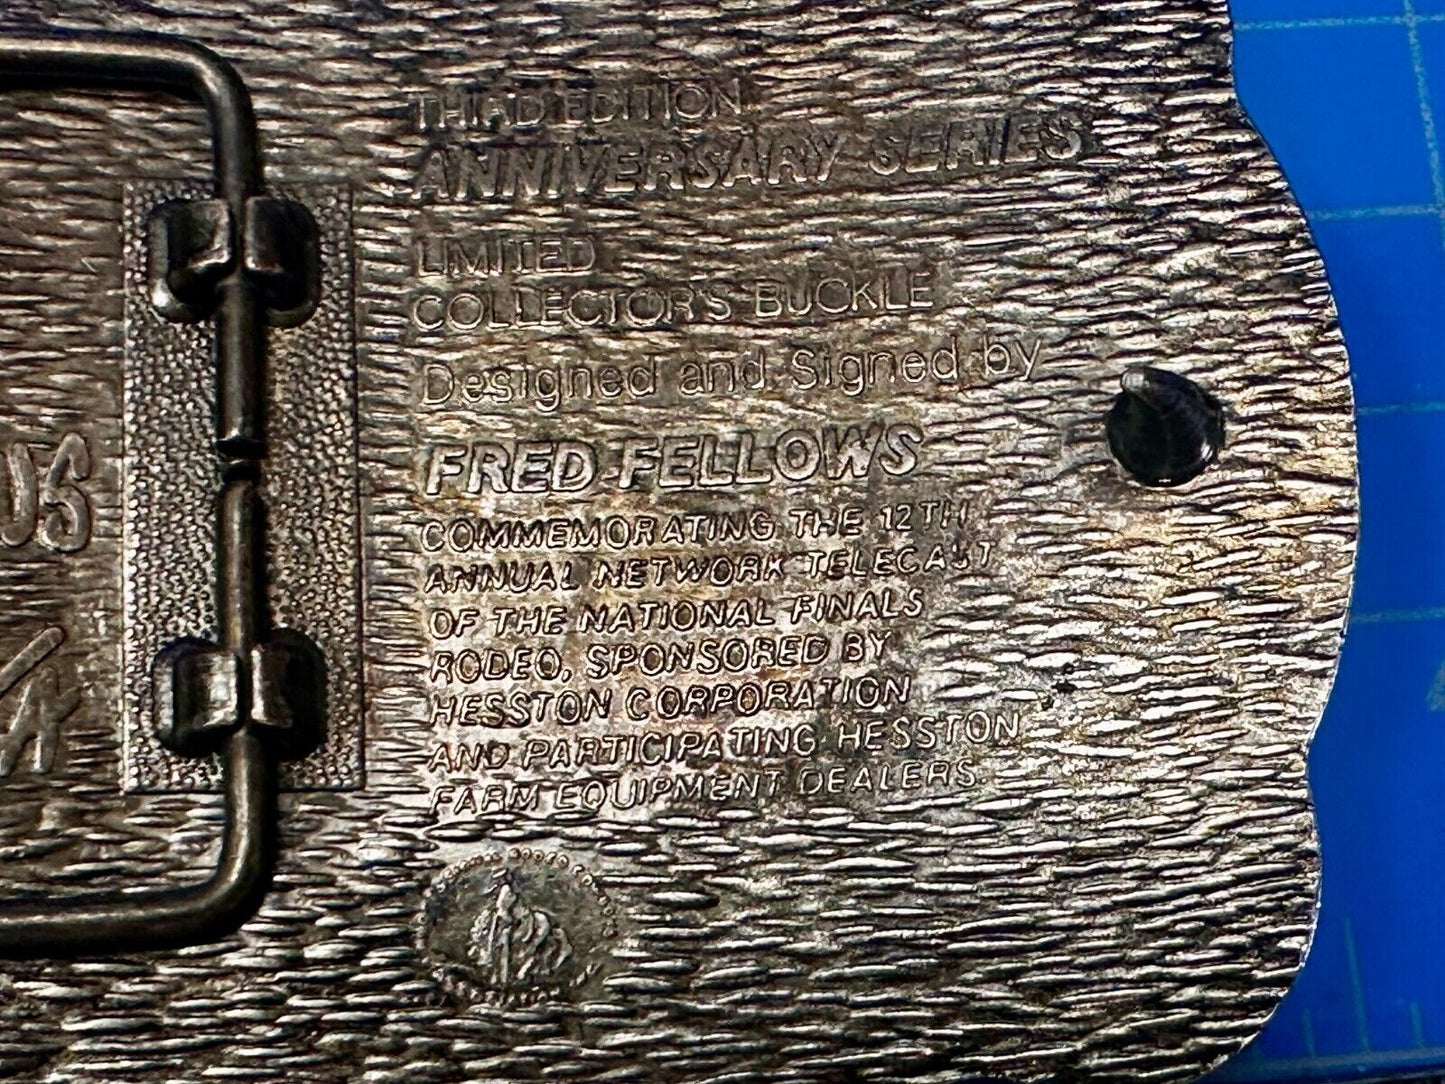 THIRD EDITION
ANNIVERSARY SERIES
LIMITED
COLLECTOR'S BUCKLE
Designed and Signed by
FRED FELLOWS
COMMEMORATING THE 12TH
ANNUAL NETWORK TELECAST
OF THE NATIONAL FINALS
RODEO, SPONSORED BY
HESSTON CORPORATION
AND PARTICIPATING HESSTON
FARM EQUIPMENT DEALERS.